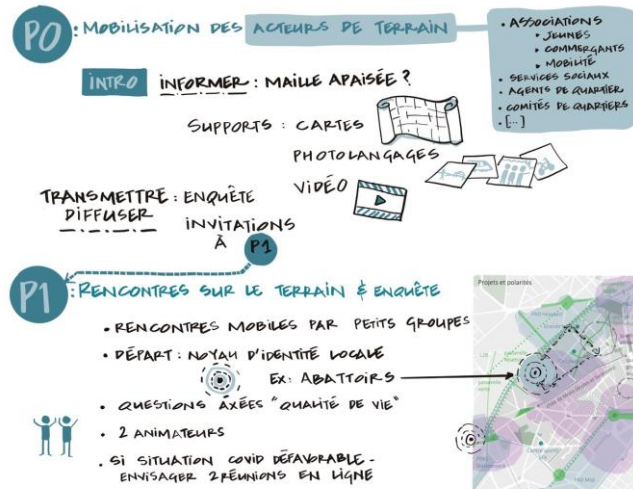 P0 : MOBILISATION DES ACTEURS DE TERRAIN
• ASSOCIATIONS
• JEUNES
• COMMERÇANTS
• MOBILITÉ
• SERVICES SOCIAUX
• AGENTS DE QUARTIER
• COMITÉS DE QUARTIERS
• [...]
INTRO INFORMER : MAILLE APAISÉE ?
SUPPORTS : CARTES
PHOTOLANGAGES
VIDÉO
TRANSMETTRE : ENQUÊTE
DIFFUSER
INVITATIONS
À P1
P1 : RENCONTRES SUR LE TERRAIN & ENQUÊTE
• RENCONTRES MOBILES PAR PETITS GROUPES
• DÉPART : NOYAU D'IDENTITÉ LOCALE
EX : ABATTOIRS
• QUESTIONS AXÉES "QUALITÉ DE VIE"
• 2 ANIMATEURS
• SI SITUATION COVID DÉFAVORABLE -
ENVISAGER 2 RÉUNIONS EN LIGNE
Projets et polarités